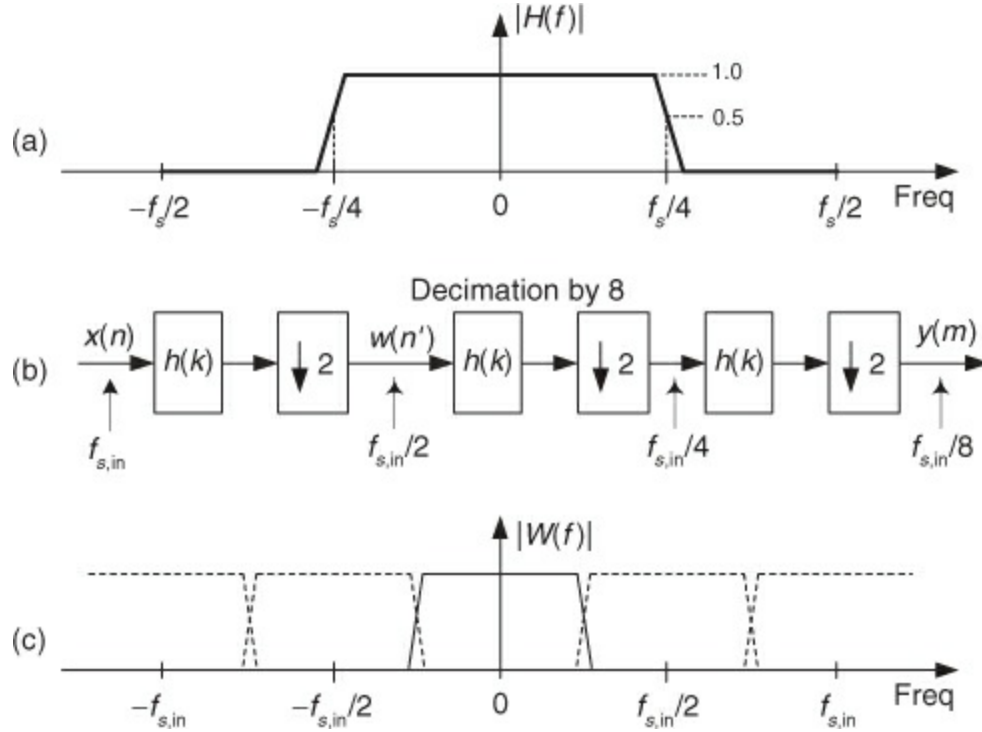 |H(f)|
1.0
0.5
(a)
−fs/2
−fs/4
0
fs/4
fs/2
Freq
Decimation by 8
(b)
x(n)
h(k)
↓ 2
w(n′)
h(k)
↓ 2
h(k)
↓ 2
y(m)
fs,in
fs,in/2
fs,in/4
fs,in/8
|W(f)|
(c)
−fs,in
−fs,in/2
0
fs,in/2
fs,in
Freq